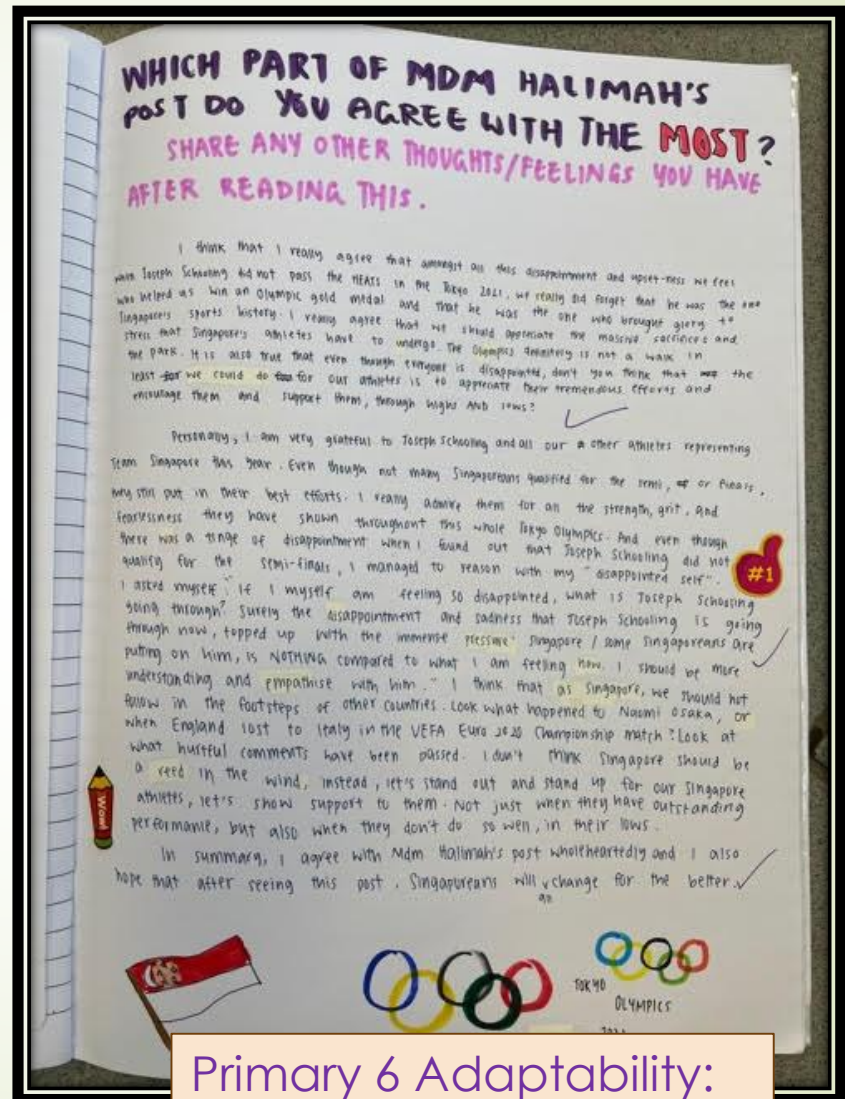 WHICH PART OF MDM HALIMAH'S
POST DO YOU AGREE WITH THE MOST?
SHARE ANY OTHER THOUGHTS/FEELINGS YOU HAVE
AFTER READING THIS.
I think that I really agree that amongst all this disappointment and upset-ness we feel
when Joseph Schooling did not pass the HEATS in the Tokyo 2021, we really did forget that he was the one
who helped us win an Olympic gold medal and that he was the one who brought glory to
Singapore's sports history. I really agree that we should appreciate the massive sacrifices and
stress that Singapore's athletes have to undergo. The Olympics definitely is not a walk in
the park. It is also true that even though everyone is disappointed, don't you think that the
least we could do for our athletes is to appreciate their tremendous efforts and
encourage them and support them, through highs AND lows?
Personally, I am very grateful to Joseph Schooling and all our other athletes representing
Team Singapore this year. Even though not many Singaporeans qualified for the semi, or finals,
they still put in their best efforts. I really admire them for all the strength, grit, and
fearlessness they have shown throughout this whole Tokyo Olympics. And even though
there was a tinge of disappointment when I found out that Joseph Schooling did not
qualify for the semi-finals, I managed to reason with my "disappointed self".
#1
I asked myself, "If I myself am feeling so disappointed, what is Joseph Schooling
going through? Surely the disappointment and sadness that Joseph Schooling is going
through now, topped up with the immense pressure Singapore / some Singaporeans are
putting on him, is NOTHING compared to what I am feeling now. I should be more
understanding and empathise with him." I think that as Singapore, we should not
follow in the footsteps of other countries. Look what happened to Naomi Osaka, or
when England lost to Italy in the UEFA Euro 2020 Championship match? Look at
what hurtful comments have been passed. I don't think Singapore should be
a reed in the wind, instead, let's stand out and stand up for our Singapore
Wow!
athletes, let's show support to them. Not just when they have outstanding
performance, but also when they don't do so well, in their lows.
In summary, I agree with Mdm Halimah's post wholeheartedly and I also
hope that after seeing this post, Singaporeans will change for the better.
TOKYO
OLYMPICS
Primary 6 Adaptability: